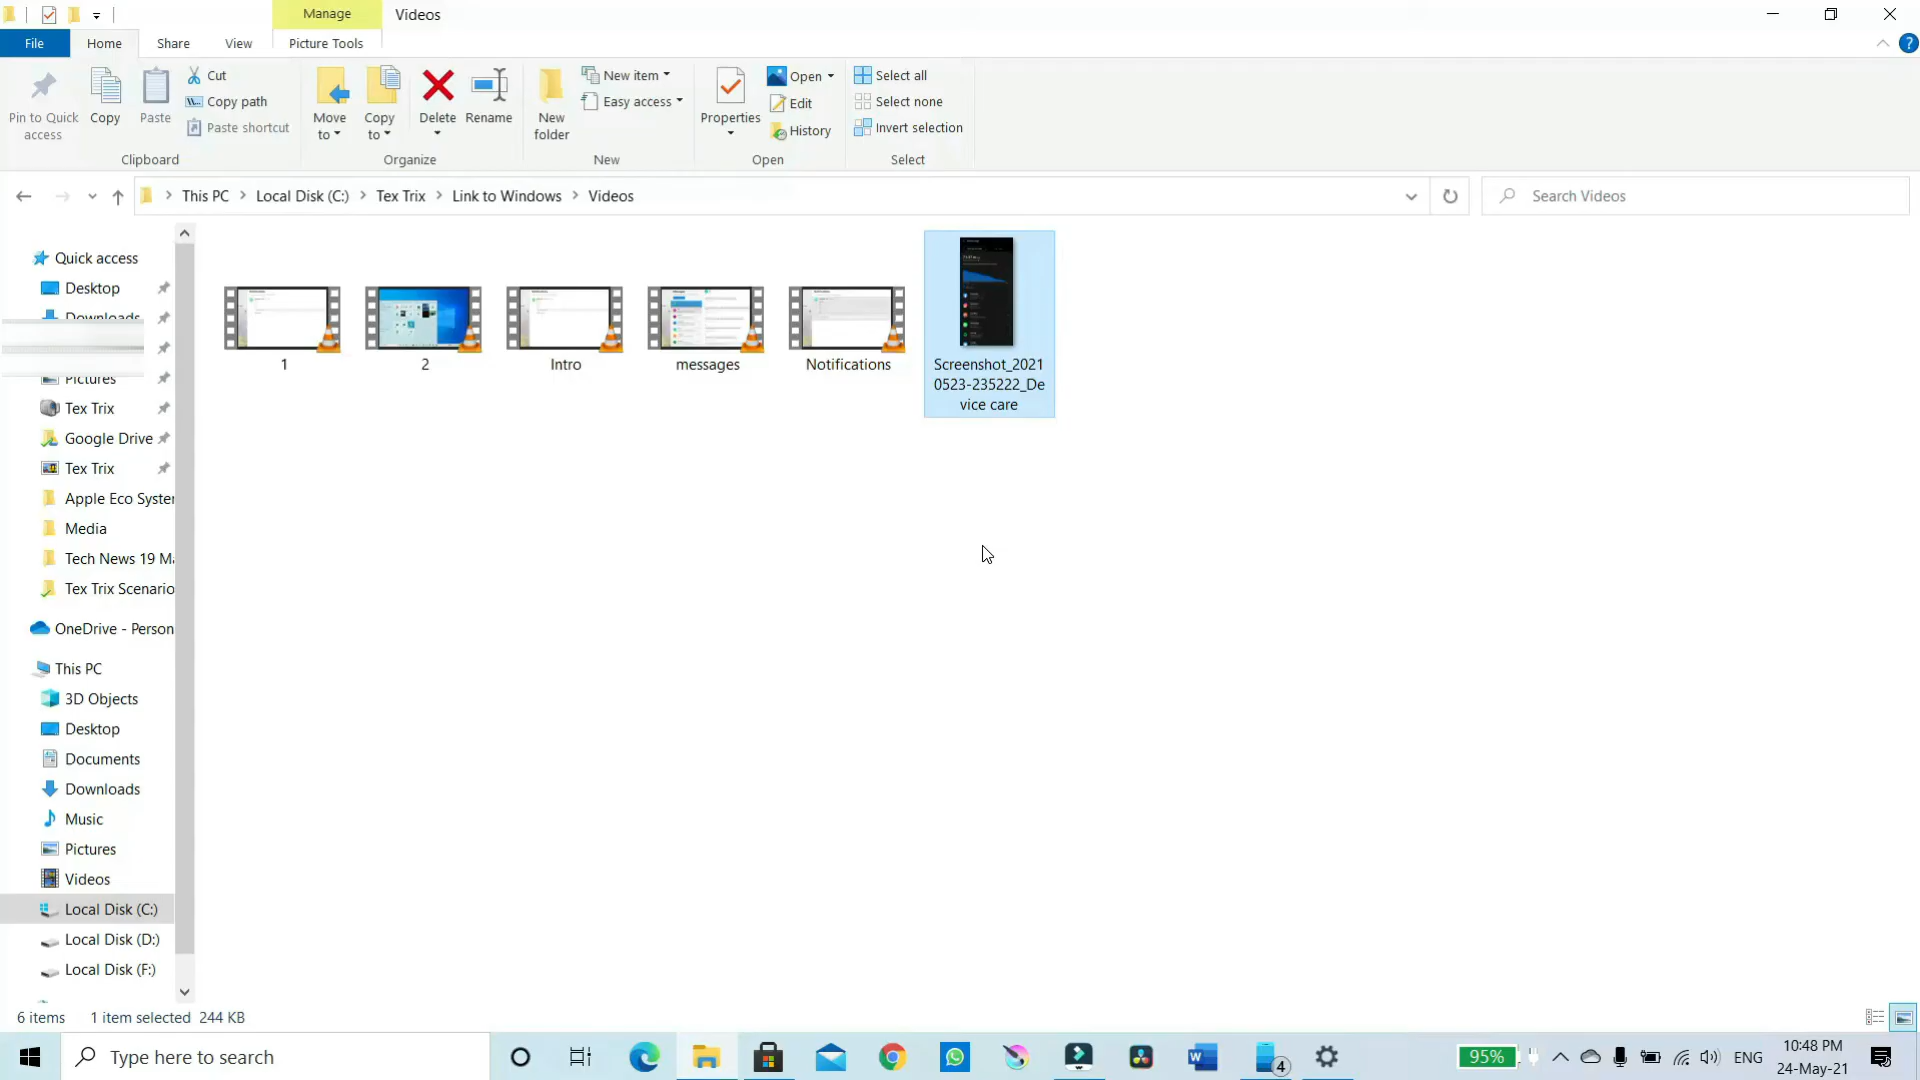 Manage
Videos
File
Home
Share
View
Picture Tools
Pin to Quick
access
Copy
Paste
Cut
Copy path
Paste shortcut
Clipboard
Move
to
Copy
to
Delete
Rename
Organize
New
folder
New item
Easy access
New
Properties
Open
Edit
History
Open
Select all
Select none
Invert selection
Select
This PC
Local Disk (C:)
Tex Trix
Link to Windows
Videos
Search Videos
Quick access
Desktop
Downloads
Pictures
Tex Trix
Google Drive
Tex Trix
Apple Eco Syster
Media
Tech News 19 Ma
Tex Trix Scenario
OneDrive - Person
This PC
3D Objects
Desktop
Documents
Downloads
Music
Pictures
Videos
Local Disk (C:)
Local Disk (D:)
Local Disk (F:)
1
2
Intro
messages
Notifications
Screenshot_2021
0523-235222_De
vice care
6 items
1 item selected 244 KB
Type here to search
4
95%
ENG
10:48 PM
24-May-21